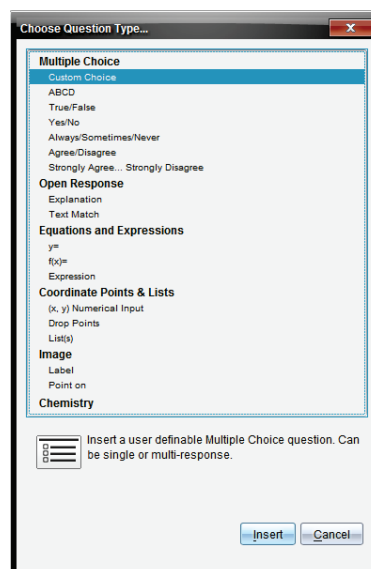 Choose Question Type...
Multiple Choice
Custom Choice
ABCD
True/False
Yes/No
Always/Sometimes/Never
Agree/Disagree
Strongly Agree... Strongly Disagree
Open Response
Explanation
Text Match
Equations and Expressions
y=
f(x)=
Expression
Coordinate Points & Lists
(x, y) Numerical Input
Drop Points
List(s)
Image
Label
Point on
Chemistry
Insert a user definable Multiple Choice question. Can
be single or multi-response.
Insert Cancel